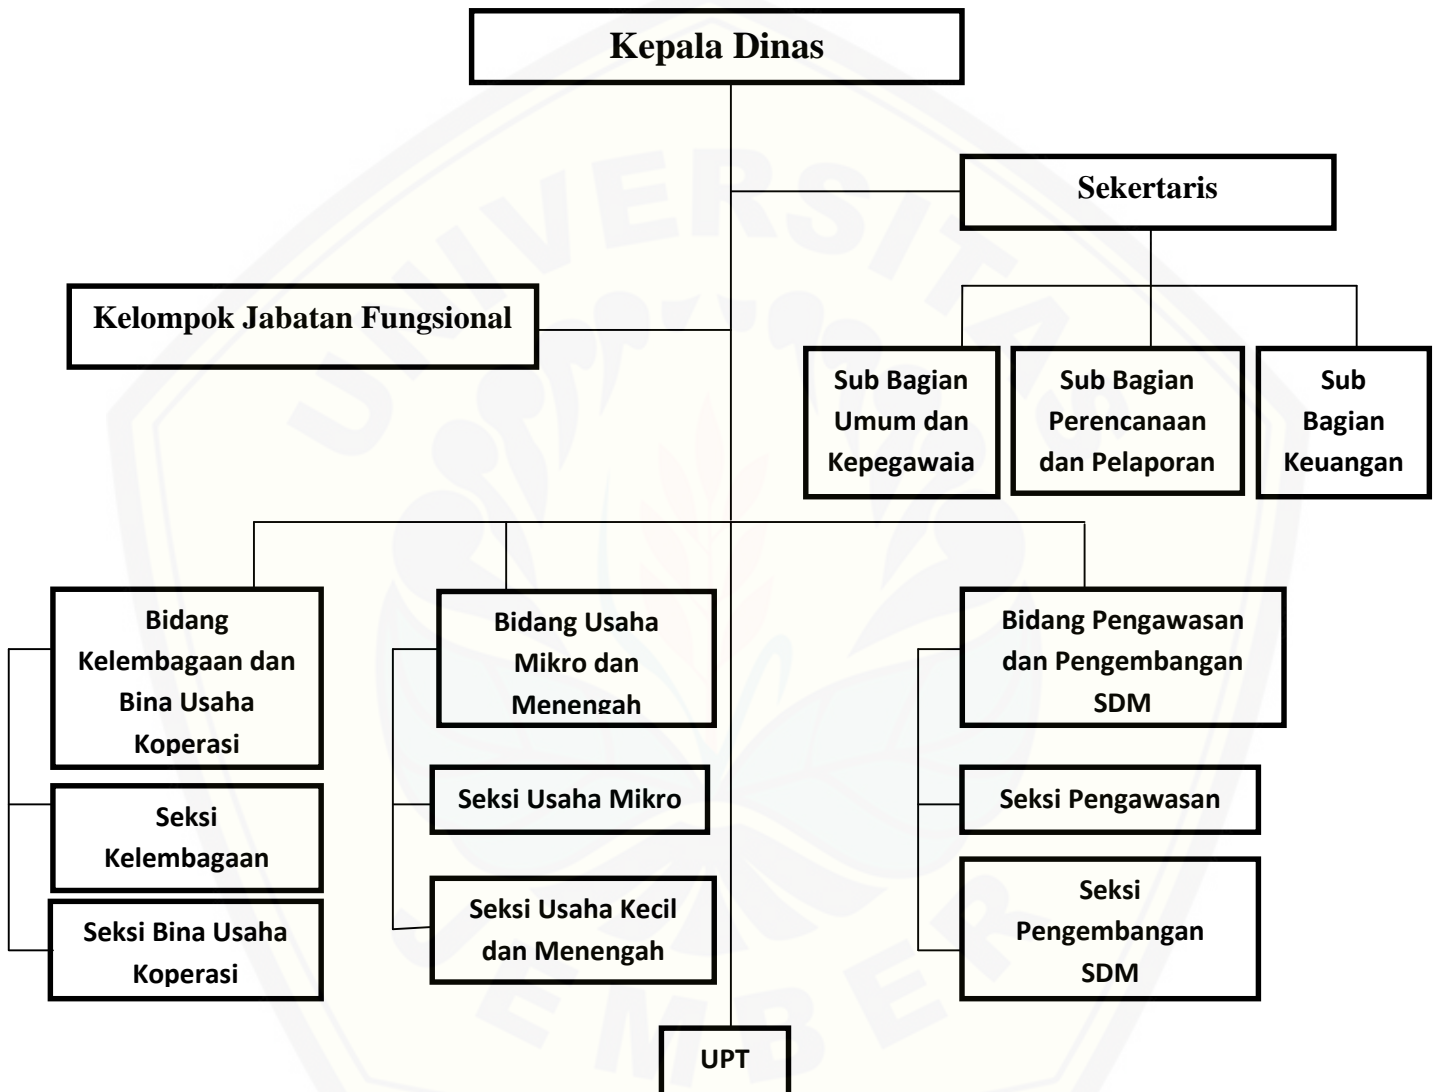 Kepala Dinas
Sekertaris
Kelompok Jabatan Fungsional
Sub Bagian
Umum dan
Kepegawaia
Sub Bagian
Perencanaan
dan Pelaporan
Sub
Bagian
Keuangan
Bidang
Kelembagaan dan
Bina Usaha
Koperasi
Bidang Usaha
Mikro dan
Menengah
Bidang Pengawasan
dan Pengembangan
SDM
Seksi
Kelembagaan
Seksi Usaha Mikro
Seksi Pengawasan
Seksi Bina Usaha
Koperasi
Seksi Usaha Kecil
dan Menengah
Seksi
Pengembangan
SDM
UPT
UNIVERSITAS
JEMBER